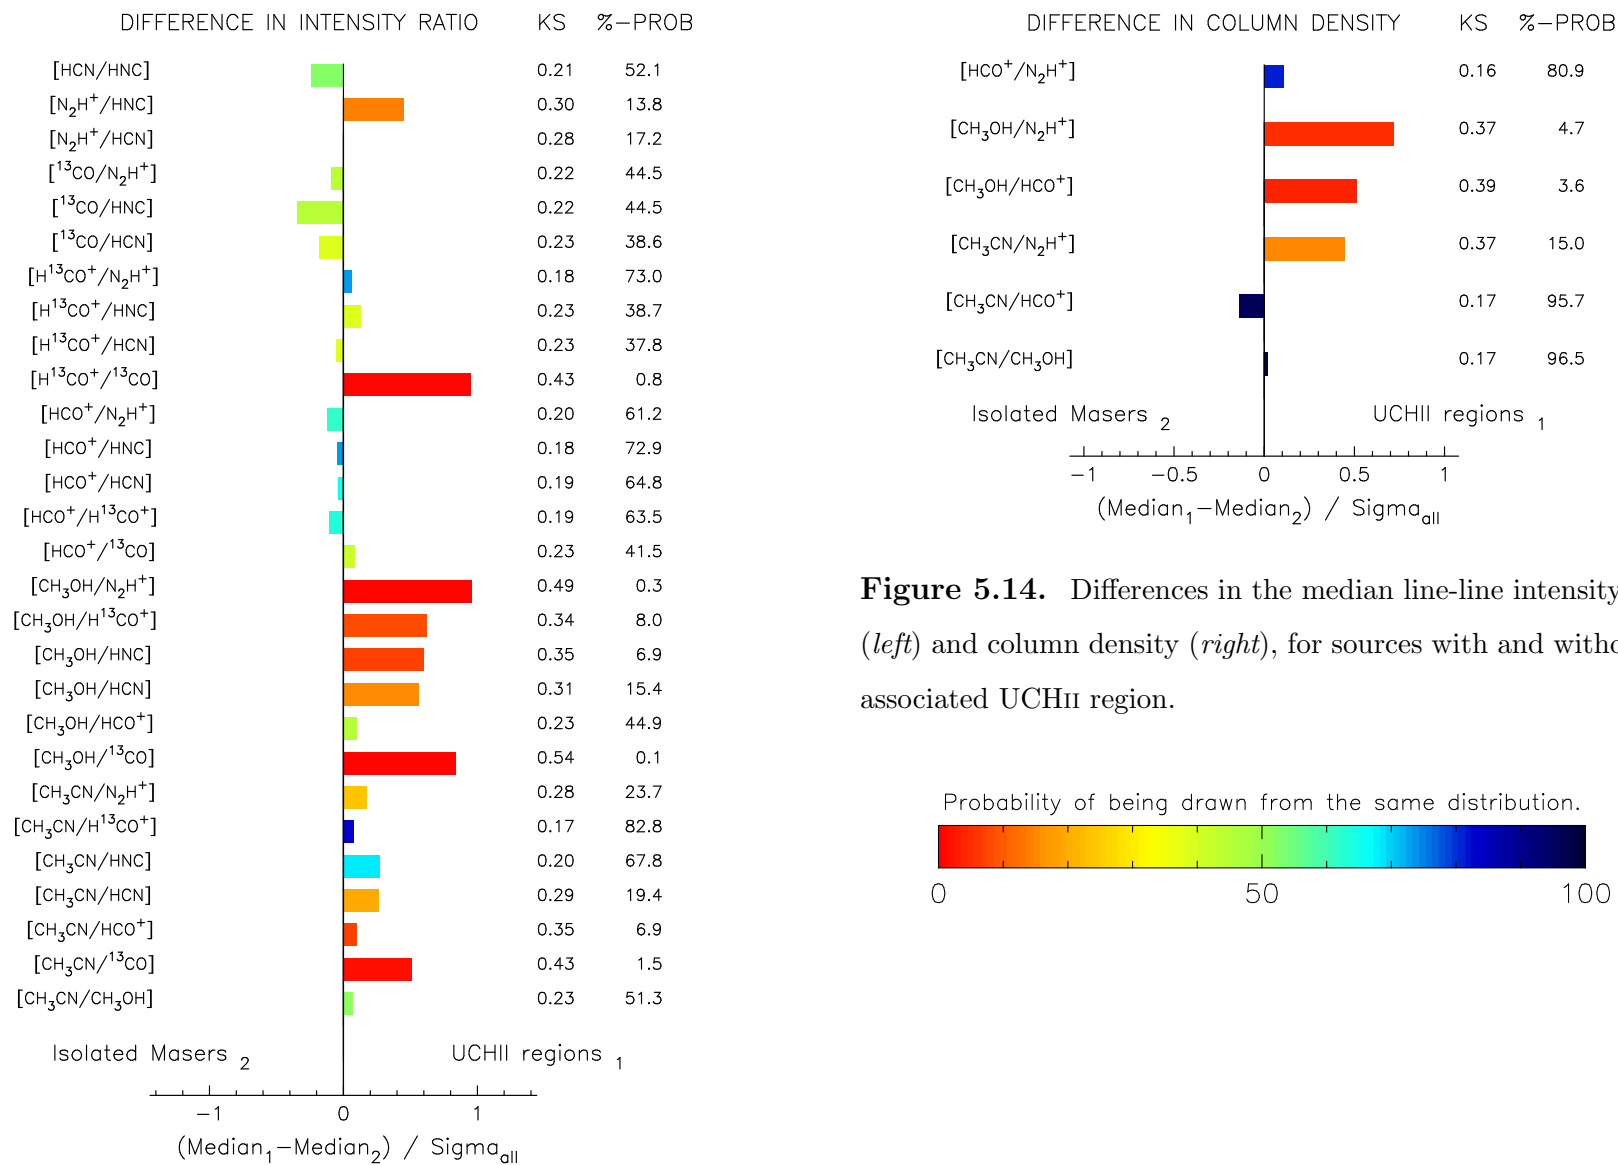 DIFFERENCE IN INTENSITY RATIO KS %−PROB
[HCN/HNC] 0.21 52.1
[N₂H⁺/HNC] 0.30 13.8
[N₂H⁺/HCN] 0.28 17.2
[¹³CO/N₂H⁺] 0.22 44.5
[¹³CO/HNC] 0.22 44.5
[¹³CO/HCN] 0.23 38.6
[H¹³CO⁺/N₂H⁺] 0.18 73.0
[H¹³CO⁺/HNC] 0.23 38.7
[H¹³CO⁺/HCN] 0.23 37.8
[H¹³CO⁺/¹³CO] 0.43 0.8
[HCO⁺/N₂H⁺] 0.20 61.2
[HCO⁺/HNC] 0.18 72.9
[HCO⁺/HCN] 0.19 64.8
[HCO⁺/H¹³CO⁺] 0.19 63.5
[HCO⁺/¹³CO] 0.23 41.5
[CH₃OH/N₂H⁺] 0.49 0.3
[CH₃OH/H¹³CO⁺] 0.34 8.0
[CH₃OH/HNC] 0.35 6.9
[CH₃OH/HCN] 0.31 15.4
[CH₃OH/HCO⁺] 0.23 44.9
[CH₃OH/¹³CO] 0.54 0.1
[CH₃CN/N₂H⁺] 0.28 23.7
[CH₃CN/H¹³CO⁺] 0.17 82.8
[CH₃CN/HNC] 0.20 67.8
[CH₃CN/HCN] 0.29 19.4
[CH₃CN/HCO⁺] 0.35 6.9
[CH₃CN/¹³CO] 0.43 1.5
[CH₃CN/CH₃OH] 0.23 51.3
Isolated Masers ₂ UCHII regions ₁
−1 0 1
(Median₁−Median₂) / Sigma_all
DIFFERENCE IN COLUMN DENSITY KS %−PROB
[HCO⁺/N₂H⁺] 0.16 80.9
[CH₃OH/N₂H⁺] 0.37 4.7
[CH₃OH/HCO⁺] 0.39 3.6
[CH₃CN/N₂H⁺] 0.37 15.0
[CH₃CN/HCO⁺] 0.17 95.7
[CH₃CN/CH₃OH] 0.17 96.5
Isolated Masers ₂ UCHII regions ₁
−1 −0.5 0 0.5 1
(Median₁−Median₂) / Sigma_all
Figure 5.14. Differences in the median line-line intensity
(left) and column density (right), for sources with and witho
associated UCHII region.
Probability of being drawn from the same distribution.
0 50 100